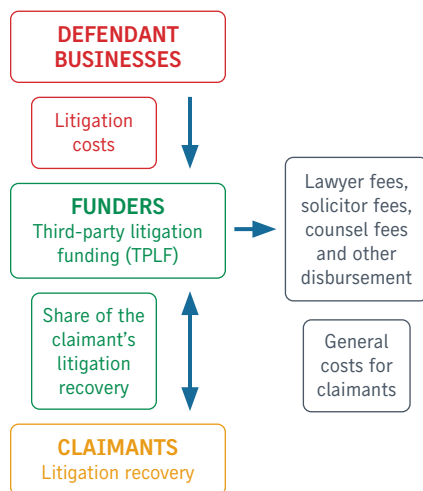 DEFENDANT
BUSINESSES
Litigation
costs
FUNDERS
Third-party litigation
funding (TPLF)
Lawyer fees,
solicitor fees,
counsel fees
and other
disbursement
Share of the
claimant's
litigation
recovery
General
costs for
claimants
CLAIMANTS
Litigation recovery